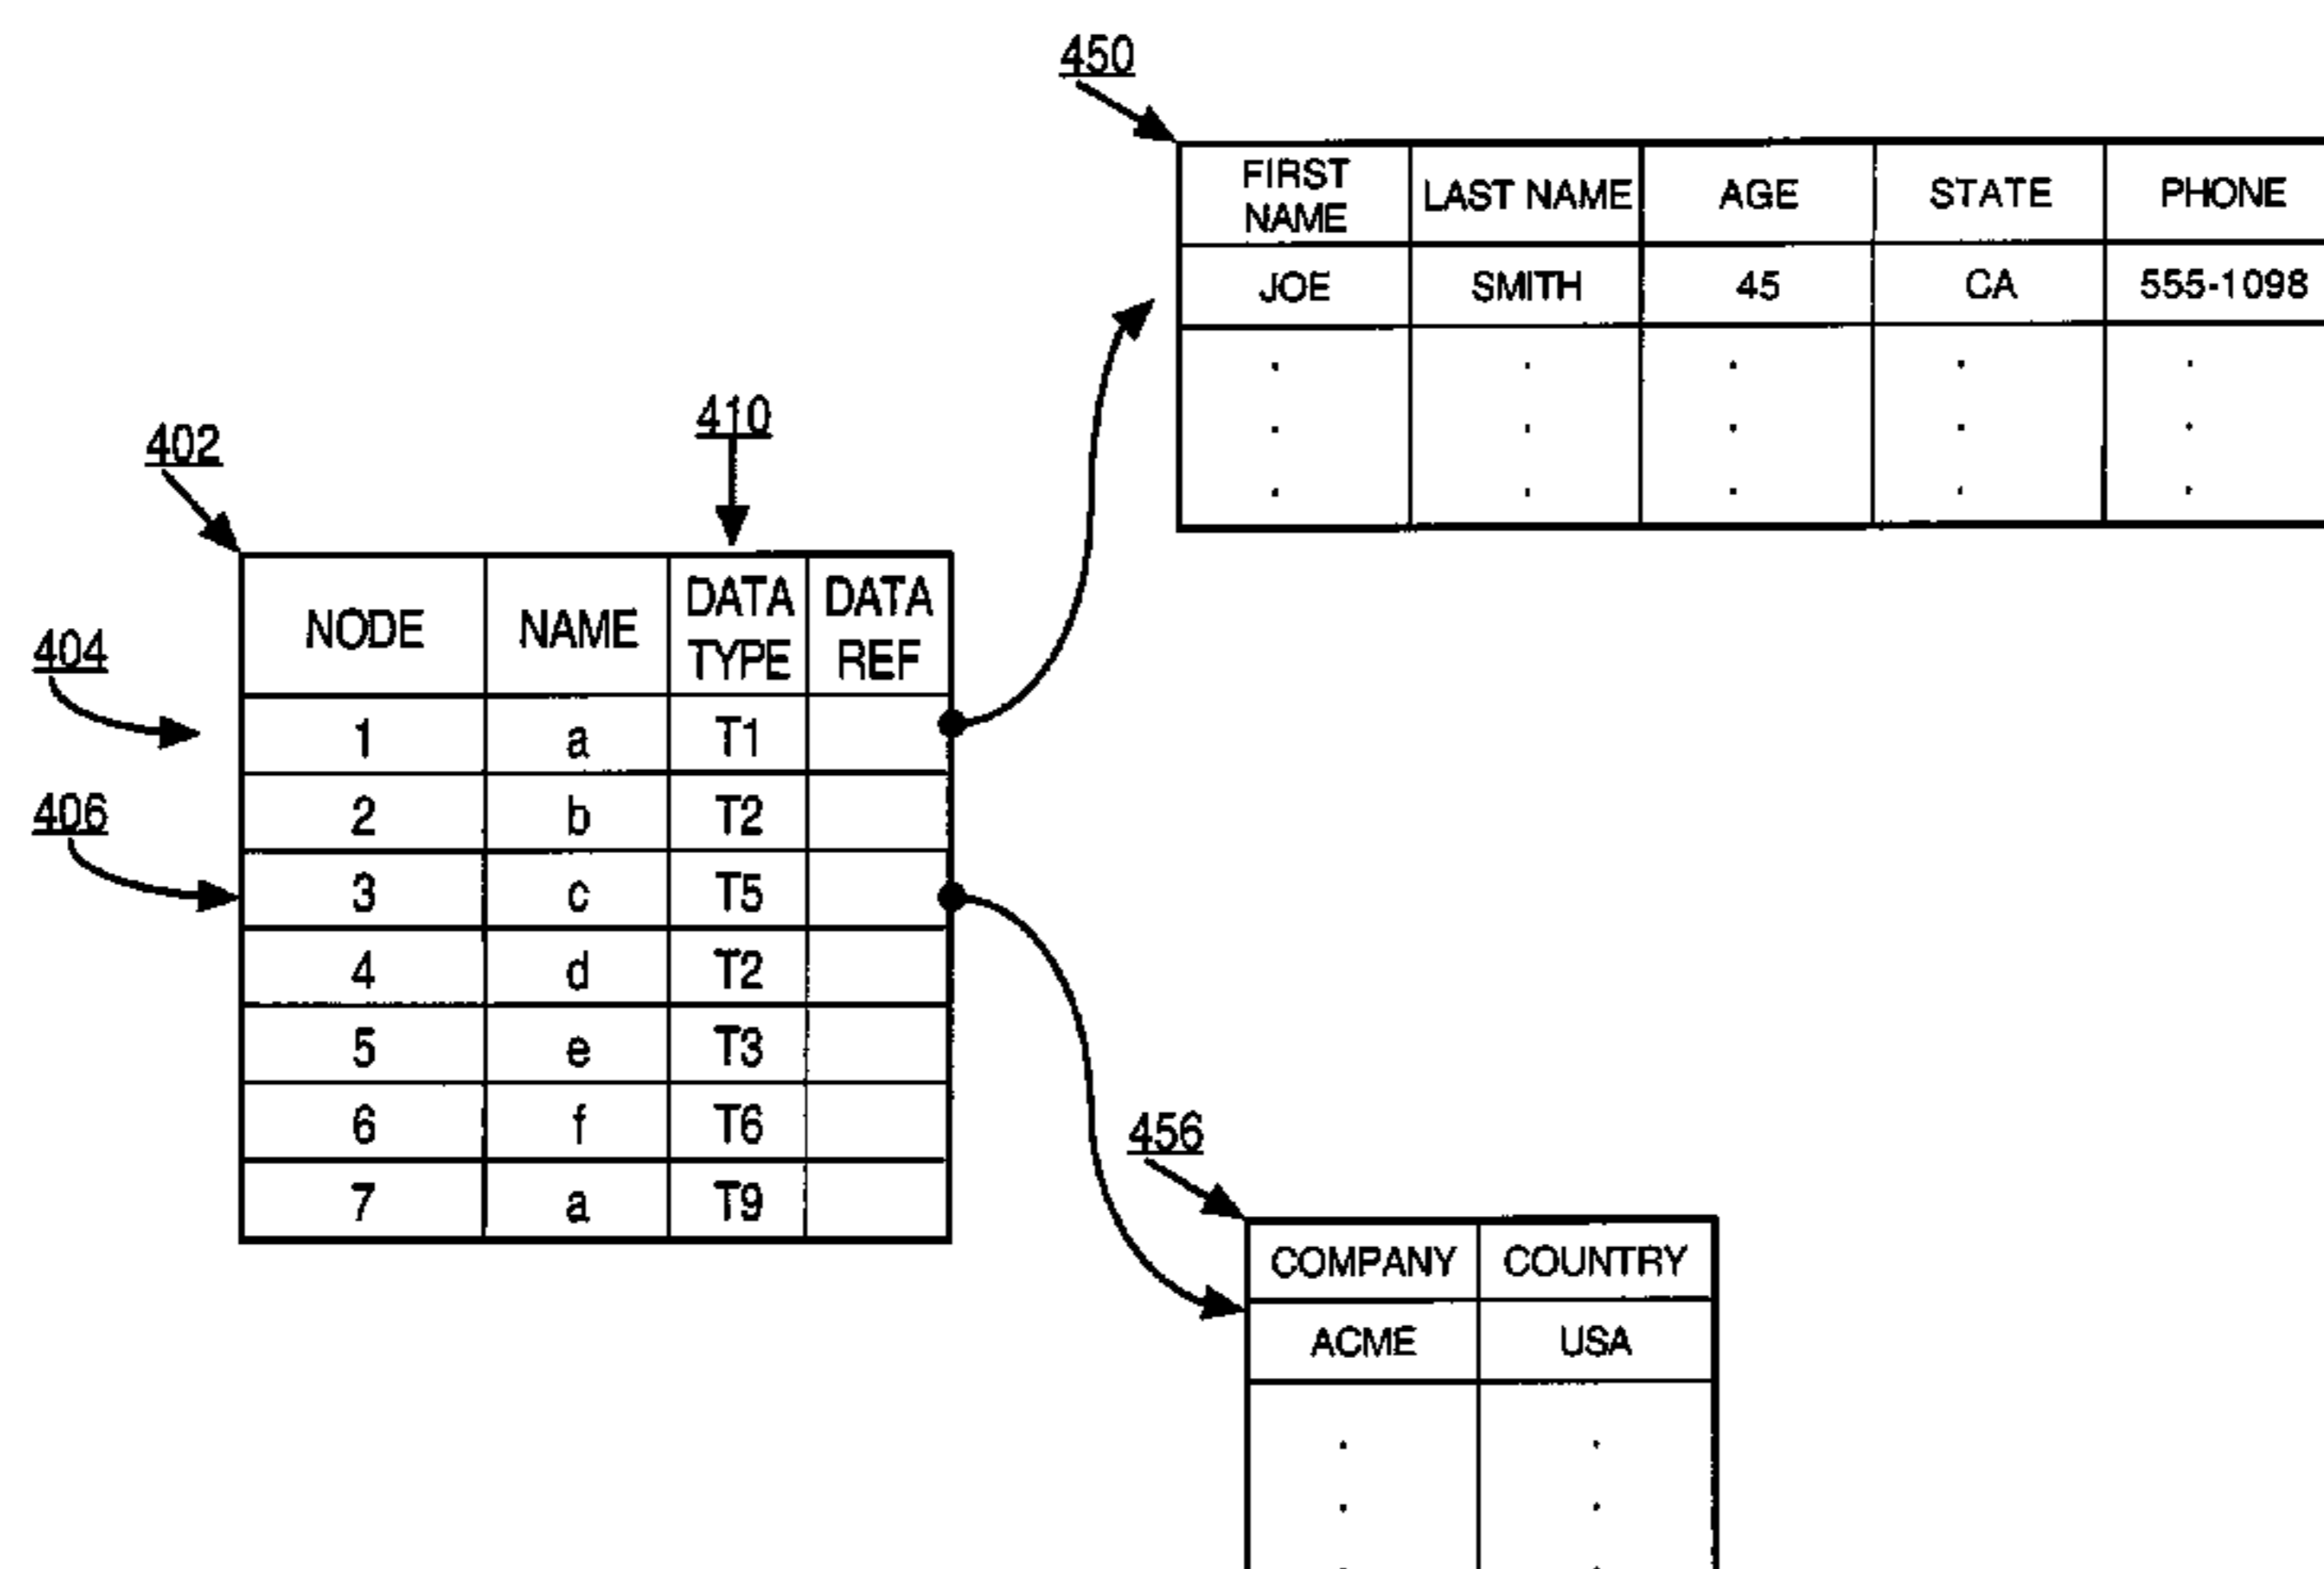 450
FIRST NAME LAST NAME AGE STATE PHONE
JOE SMITH 45 CA 555-1098
402
410
NODE NAME DATA TYPE DATA REF
404
1 a T1
2 b T2
406
3 c T5
4 d T2
5 e T3
6 f T6
7 a T9
456
COMPANY COUNTRY
ACME USA